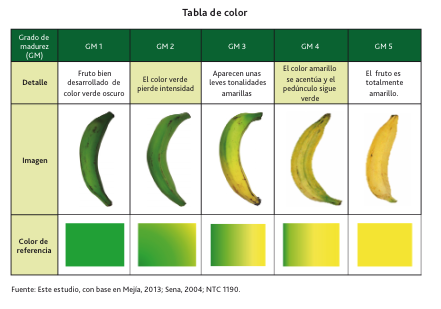 Tabla de color
Grado de
madurez
(GM)
GM 1
GM 2
GM 3
GM 4
GM 5
Detalle
Fruto bien
desarrollado de
color verde oscuro
El color verde
pierde intensidad
Aparecen unas
leves tonalidades
amarillas
El color amarillo
se acentúa y el
pedúnculo sigue
verde
El fruto es
totalmente
amarillo.
Imagen
Color de
referencia
Fuente: Este estudio, con base en Mejía, 2013; Sena, 2004; NTC 1190.